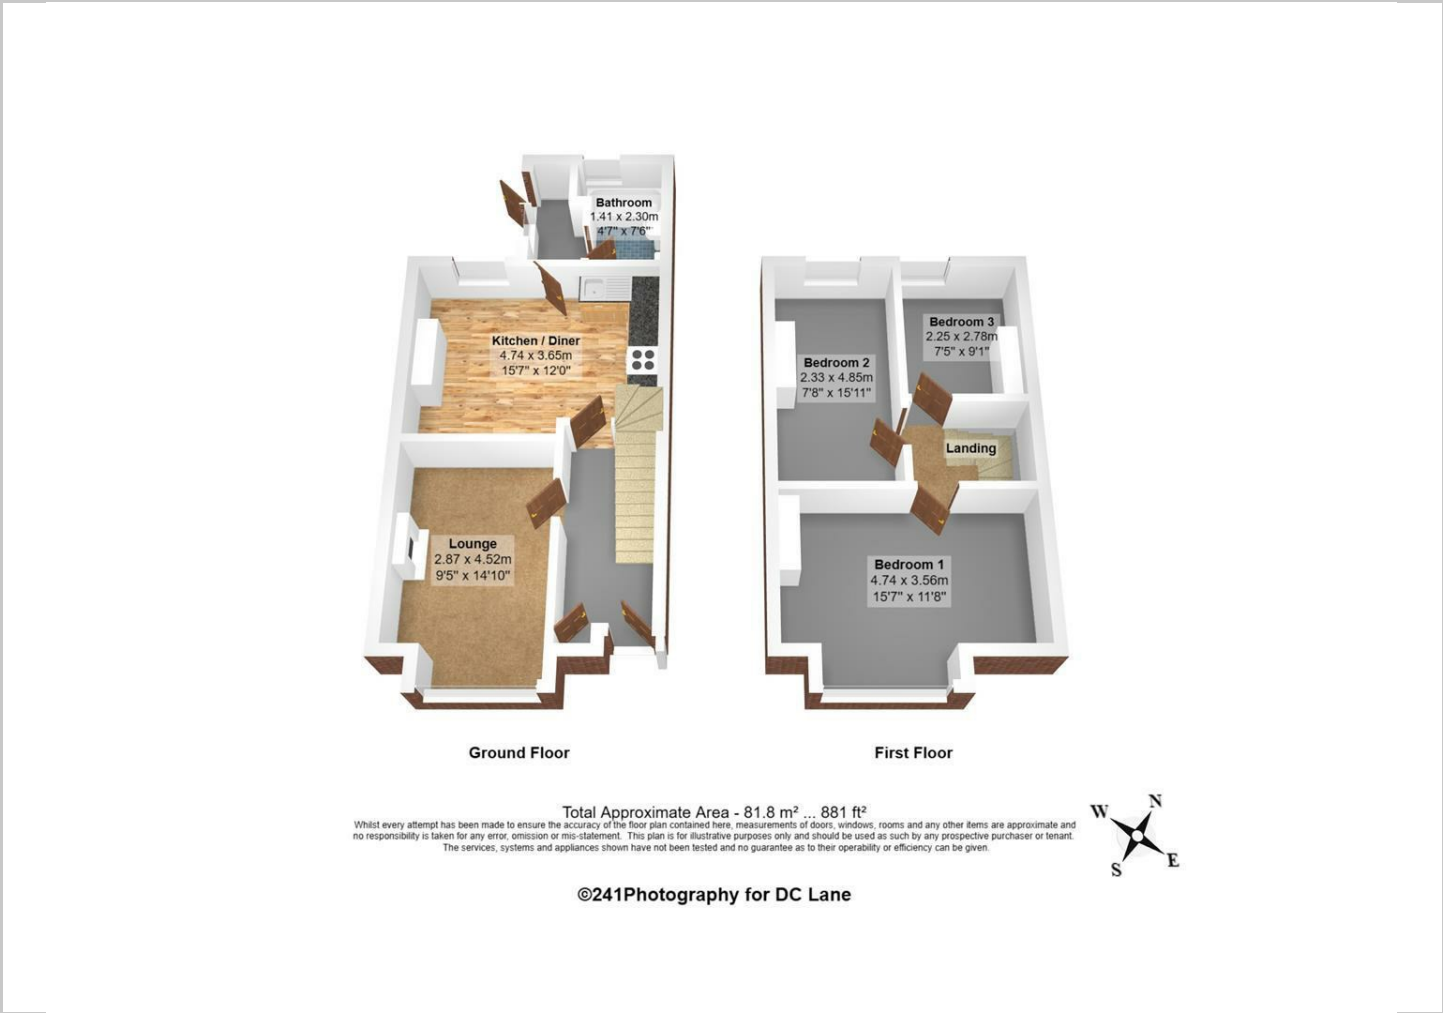 Bathroom
1.41 x 2.30m
4'7" x 7'6"
Kitchen / Diner
4.74 x 3.65m
15'7" x 12'0"
Lounge
2.87 x 4.52m
9'5" x 14'10"
Bedroom 3
2.25 x 2.78m
7'5" x 9'1"
Bedroom 2
2.33 x 4.85m
7'8" x 15'11"
Landing
Bedroom 1
4.74 x 3.56m
15'7" x 11'8"
Ground Floor
First Floor
Total Approximate Area - 81.8 m² ... 881 ft²
Whilst every attempt has been made to ensure the accuracy of the floor plan contained here, measurements of doors, windows, rooms and any other items are approximate and
no responsibility is taken for any error, omission or mis-statement. This plan is for illustrative purposes only and should be used as such by any prospective purchaser or tenant.
The services, systems and appliances shown have not been tested and no guarantee as to their operability or efficiency can be given.
N
W
E
S
©241Photography for DC Lane